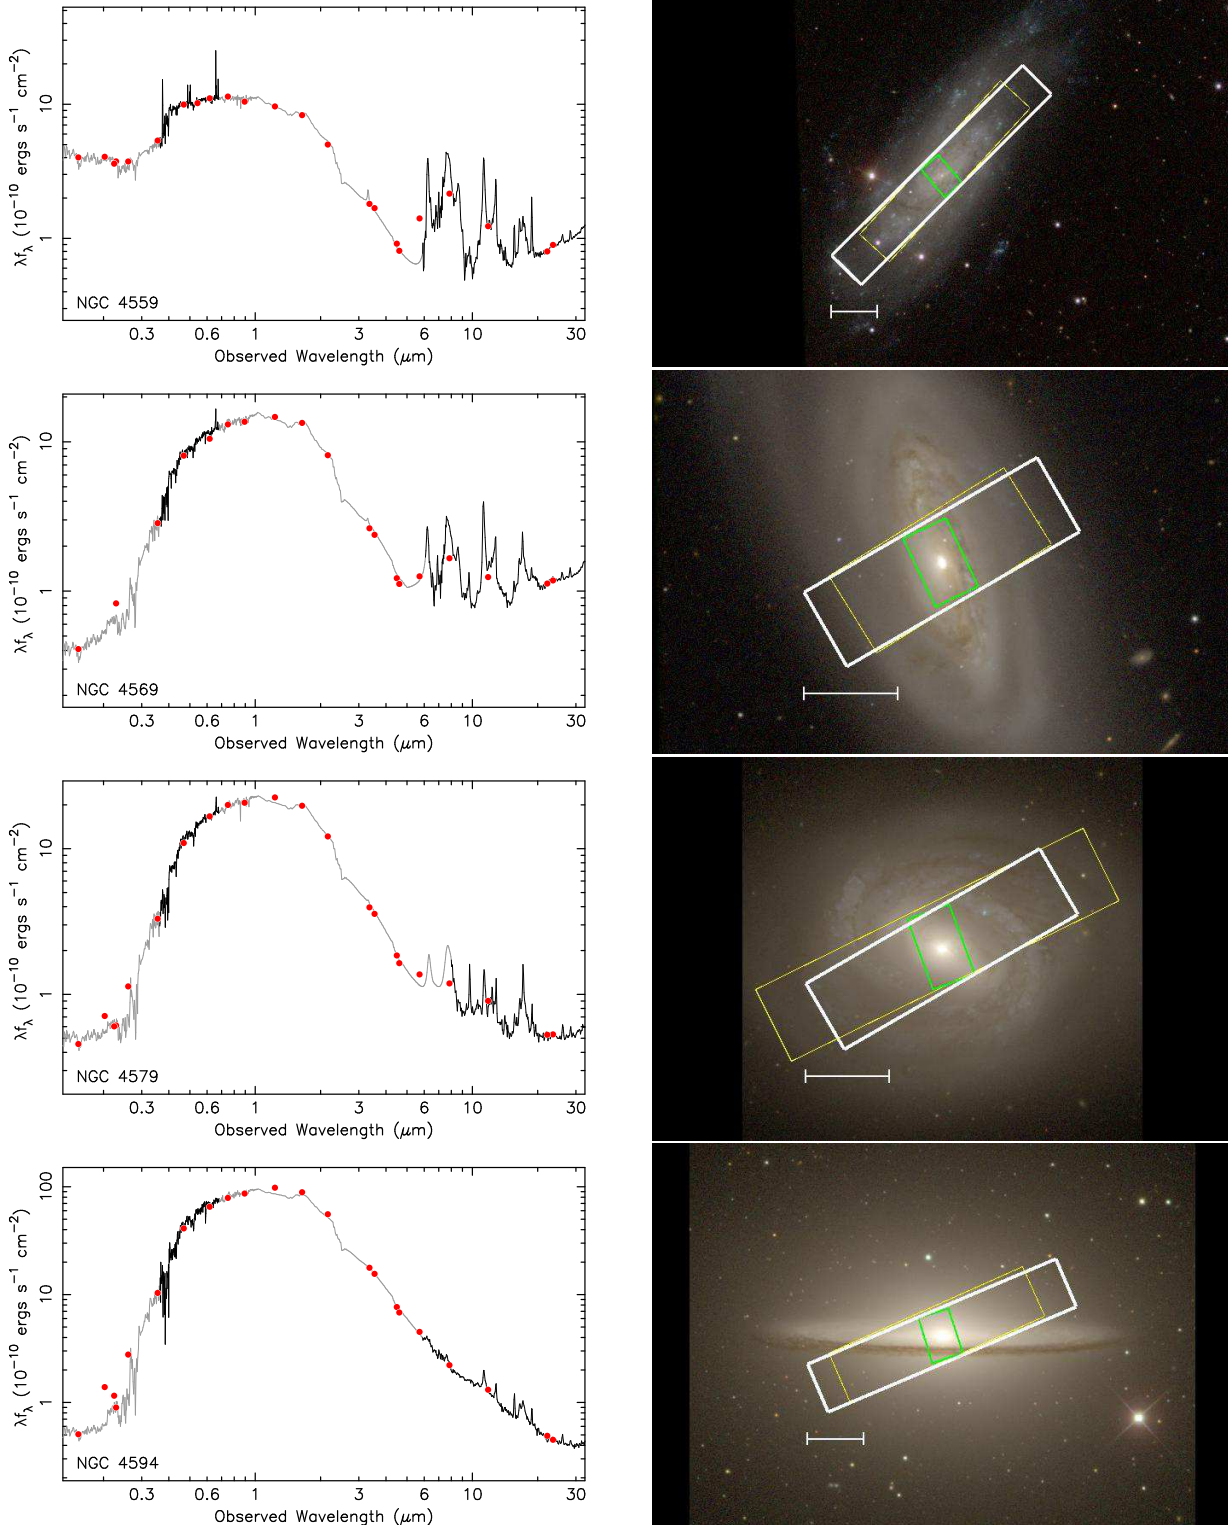 λfλ (10−10 ergs s−1 cm−2)
10
1
NGC 4559
0.3 0.6 1 3 6 10 30
Observed Wavelength (μm)
λfλ (10−10 ergs s−1 cm−2)
10
1
NGC 4569
0.3 0.6 1 3 6 10 30
Observed Wavelength (μm)
λfλ (10−10 ergs s−1 cm−2)
10
1
NGC 4579
0.3 0.6 1 3 6 10 30
Observed Wavelength (μm)
λfλ (10−10 ergs s−1 cm−2)
100
10
1
NGC 4594
0.3 0.6 1 3 6 10 30
Observed Wavelength (μm)